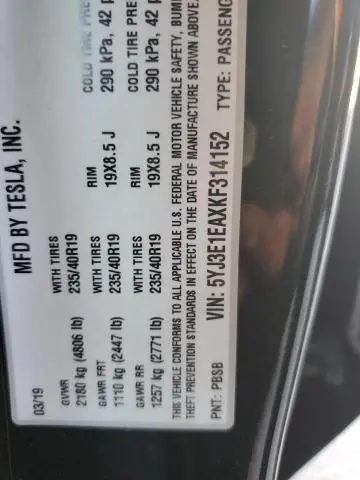 MFD BY TESLA, INC.
03/19
GVWR WITH TIRES RIM COLD TIRE PRE
2180 kg (4806 lb) 235/40R19 19X8.5 J 290 kPa, 42 p
GAWR FRT WITH TIRES RIM COLD TIRE PRE
1110 kg (2447 lb) 235/40R19 19X8.5 J 290 kPa, 42 p
GAWR RR
1257 kg (2771 lb) 235/40R19
THIS VEHICLE CONFORMS TO ALL APPLICABLE U.S. FEDERAL MOTOR VEHICLE SAFETY, BUM
THEFT PREVENTION STANDARDS IN EFFECT ON THE DATE OF MANUFACTURE SHOWN ABOVE.
VIN: 5YJ3E1EAXKF314152 TYPE: PASSENG
PNT: PBSB